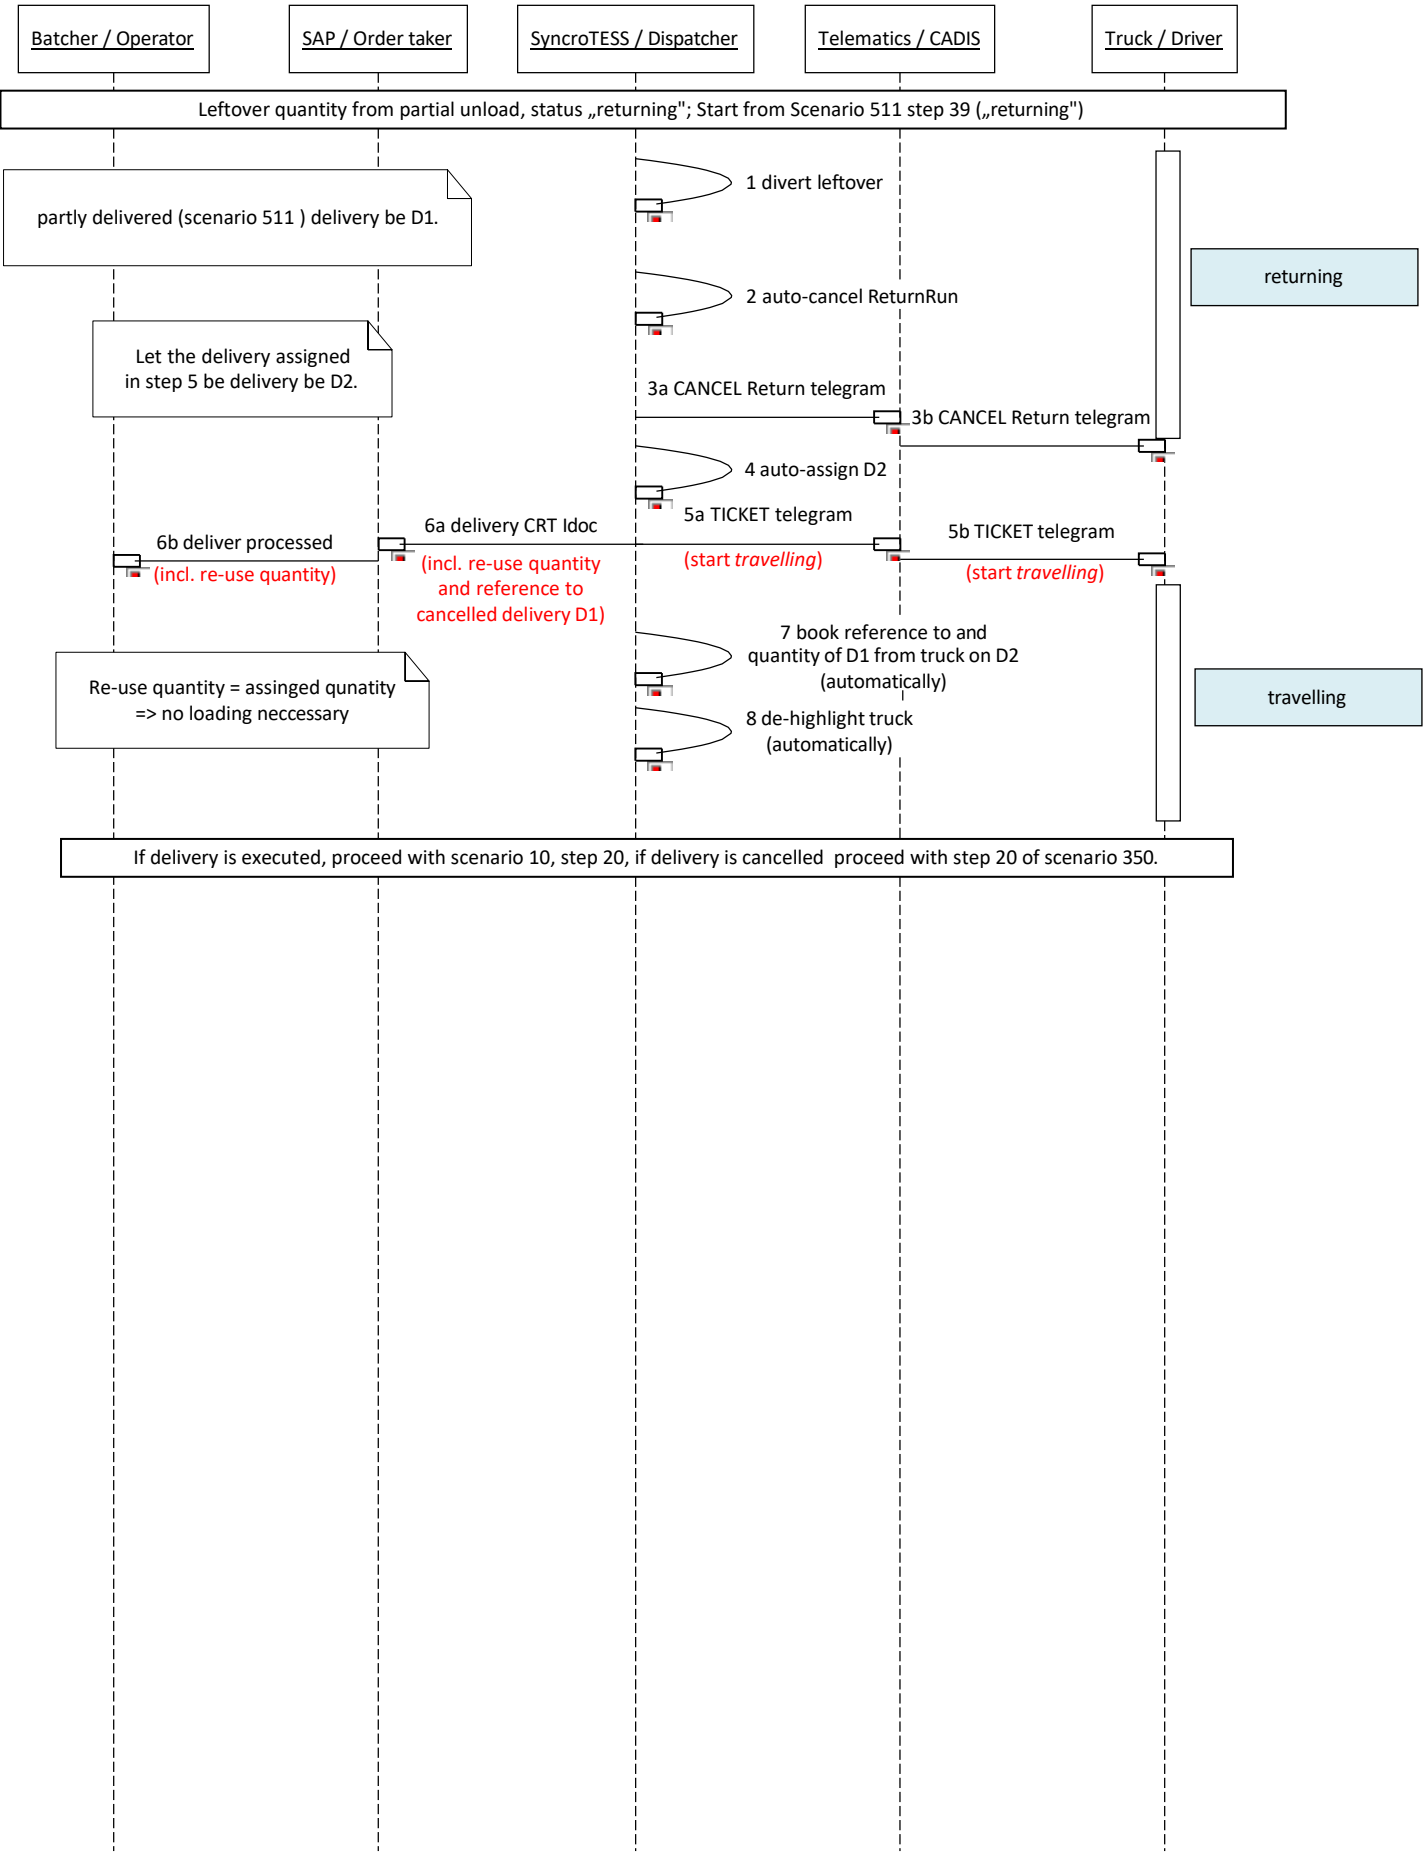 Batcher / Operator
SAP / Order taker
SyncroTESS / Dispatcher
Telematics / CADIS
Truck / Driver
Leftover quantity from partial unload, status „returning"; Start from Scenario 511 step 39 („returning")
1 divert leftover
partly delivered (scenario 511 ) delivery be D1.
returning
2 auto-cancel ReturnRun
Let the delivery assigned
in step 5 be delivery be D2.
3a CANCEL Return telegram
3b CANCEL Return telegram
4 auto-assign D2
5a TICKET telegram
(start travelling)
5b TICKET telegram
(start travelling)
6a delivery CRT Idoc
(incl. re-use quantity
and reference to
cancelled delivery D1)
6b deliver processed
(incl. re-use quantity)
7 book reference to and
quantity of D1 from truck on D2
(automatically)
Re-use quantity = assinged qunatity
=> no loading neccessary
travelling
8 de-highlight truck
(automatically)
If delivery is executed, proceed with scenario 10, step 20, if delivery is cancelled  proceed with step 20 of scenario 350.